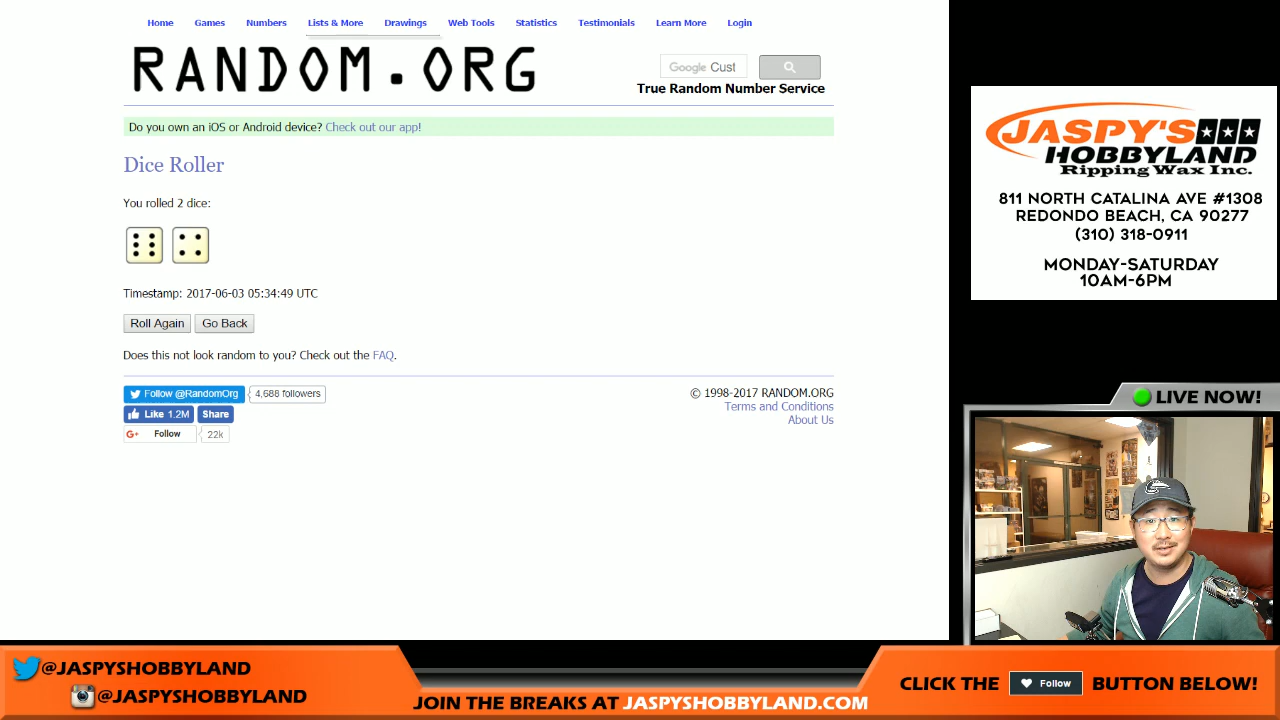 Home Games Numbers Lists & More Drawings Web Tools Statistics Testimonials Learn More Login
RANDOM.ORG
Google Cust
True Random Number Service
Do you own an iOS or Android device? Check out our app!
Dice Roller
You rolled 2 dice:
Timestamp: 2017-06-03 05:34:49 UTC
Roll Again Go Back
Does this not look random to you? Check out the FAQ.
Follow @RandomOrg 4,688 followers
Like 1.2M Share
G+ Follow 22k
© 1998-2017 RANDOM.ORG
Terms and Conditions
About Us
JASPY'S
HOBBYLAND
Ripping Wax Inc.
811 NORTH CATALINA AVE #1308
REDONDO BEACH, CA 90277
(310) 318-0911
MONDAY-SATURDAY
10AM-6PM
LIVE NOW!
@JASPYSHOBBYLAND
@JASPYSHOBBYLAND
JOIN THE BREAKS AT JASPYSHOBBYLAND.COM
CLICK THE Follow BUTTON BELOW!